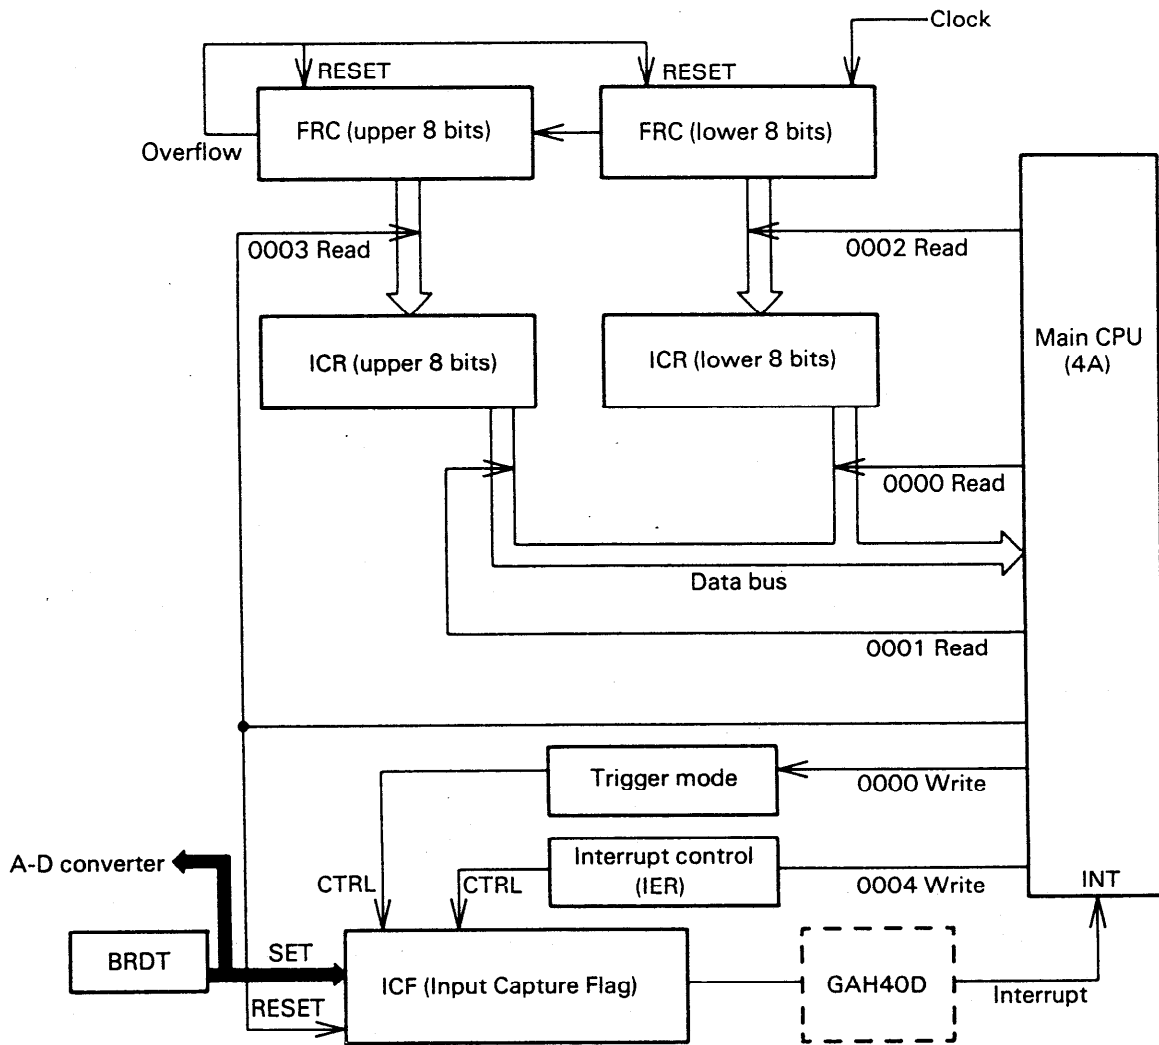 Clock
RESET
RESET
FRC (upper 8 bits)
FRC (lower 8 bits)
Overflow
0003 Read
0002 Read
Main CPU
(4A)
ICR (upper 8 bits)
ICR (lower 8 bits)
0000 Read
Data bus
0001 Read
Trigger mode
0000 Write
A-D converter
Interrupt control
(IER)
CTRL
CTRL
0004 Write
INT
BRDT
SET
ICF (Input Capture Flag)
GAH40D
RESET
Interrupt